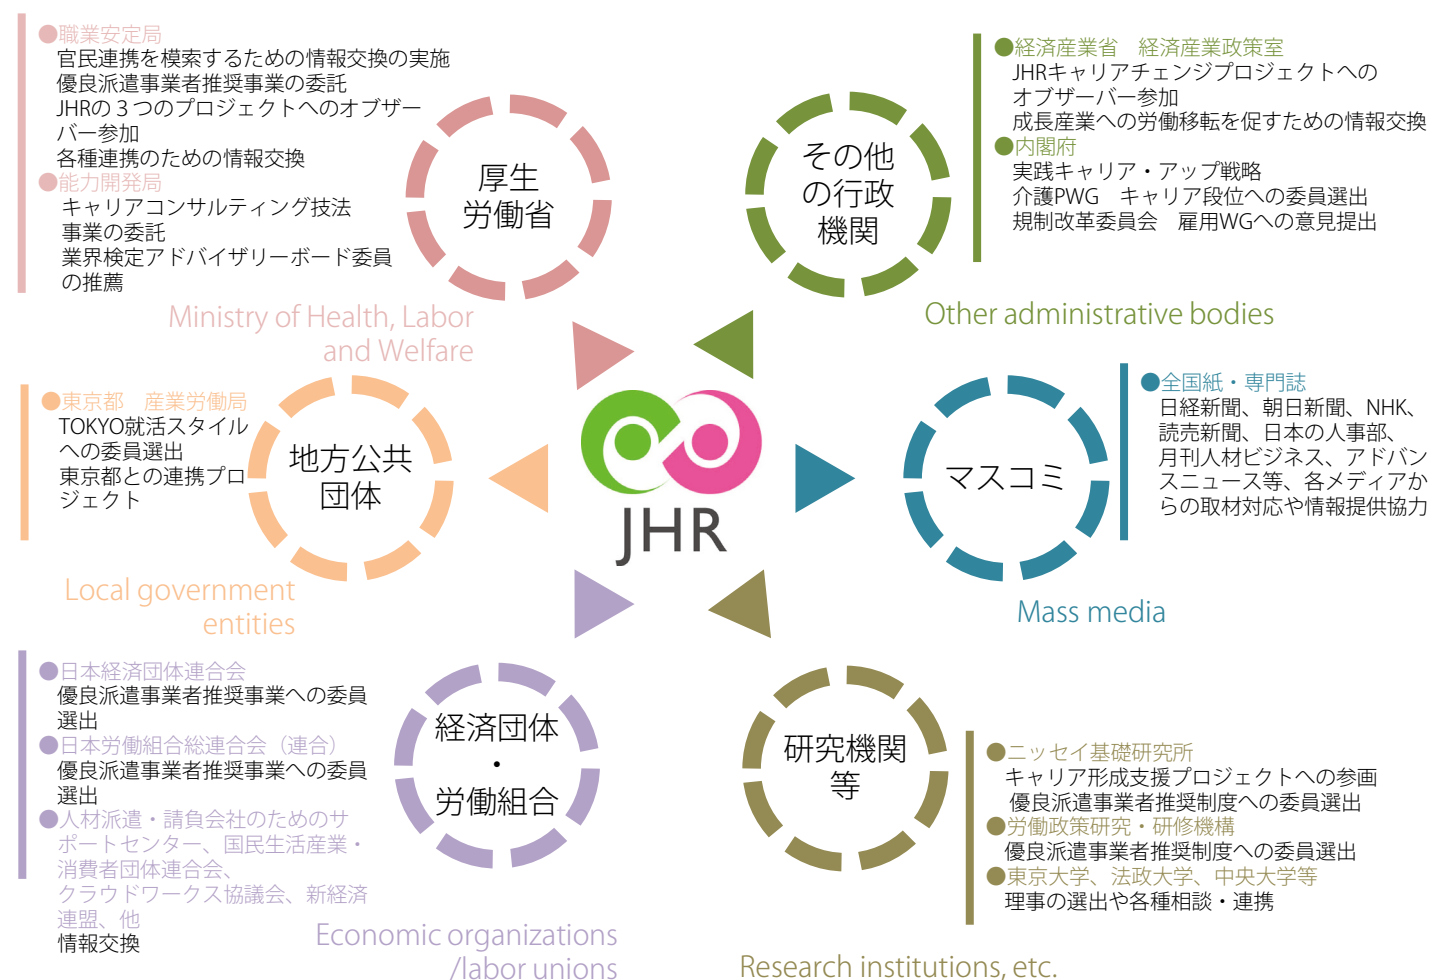 ●職業安定局
官民連携を模索するための情報交換の実施
優良派遣事業者推奨事業の委託
JHRの３つのプロジェクトへのオブザー
バー参加
各種連携のための情報交換
●能力開発局
キャリアコンサルティング技法
事業の委託
業界検定アドバイザリーボード委員
の推薦
厚生
労働省
Ministry of Health, Labor
and Welfare
その他
の行政
機関
●経済産業省　経済産業政策室
JHRキャリアチェンジプロジェクトへの
オブザーバー参加
成長産業への労働移転を促すための情報交換
●内閣府
実践キャリア・アップ戦略
介護PWG　キャリア段位への委員選出
規制改革委員会　雇用WGへの意見提出
Other administrative bodies
●東京都　産業労働局
TOKYO就活スタイル
への委員選出
東京都との連携プロ
ジェクト
地方公共
団体
Local government
entities
JHR
マスコミ
●全国紙・専門誌
日経新聞、朝日新聞、NHK、
読売新聞、日本の人事部、
月刊人材ビジネス、アドバン
スニュース等、各メディアか
らの取材対応や情報提供協力
Mass media
●日本経済団体連合会
優良派遣事業者推奨事業への委員
選出
●日本労働組合総連合会（連合）
優良派遣事業者推奨事業への委員
選出
●人材派遣・請負会社のためのサ
ポートセンター、国民生活産業・
消費者団体連合会、
クラウドワークス協議会、新経済
連盟、他
情報交換
経済団体
・
労働組合
Economic organizations
/labor unions
研究機関
等
●ニッセイ基礎研究所
キャリア形成支援プロジェクトへの参画
優良派遣事業者推奨制度への委員選出
●労働政策研究・研修機構
優良派遣事業者推奨制度への委員選出
●東京大学、法政大学、中央大学等
理事の選出や各種相談・連携
Research institutions, etc.